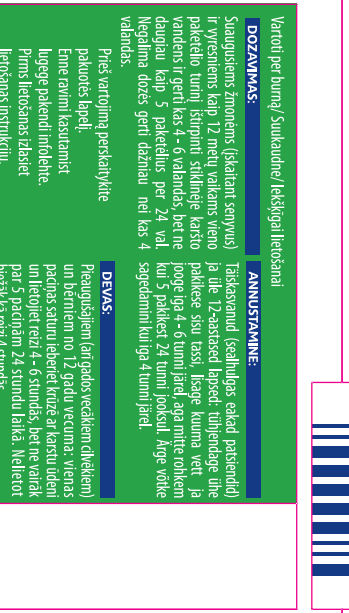 Vartoti per burną/ Suukaudne/ Iekšķīgai lietošanai
DOZAVIMAS:
Suaugusiems žmonėms (įskaitant senyvus)
ir vyresniems kaip 12 metų vaikams vieno
paketėlio turinį ištirpinti stiklinėje karšto
vandens ir gerti kas 4 - 6 valandas, bet ne
daugiau kaip 5 paketėlius per 24 val.
Negalima dozės gerti dažniau nei kas 4
valandas.
Prieš vartojimą perskaitykite
pakuotės lapelį.
Enne ravimi kasutamist
lugege pakendi infolehte.
Pirms lietošanas izlasiet
lietošanas instrukciju.
ANNUSTAMINE:
Täiskasvanud (sealhulgas eakad patsiendid)
ja üle 12-aastased lapsed: tühjendage ühe
pakikese sisu tassi, lisage kuuma vett ja
jooge iga 4 - 6 tunni järel, aga mitte rohkem
kui 5 pakikest 24 tunni jooksul. Ärge võtke
sagedamini kui iga 4 tunni järel.
DEVAS:
Pieaugušajiem (arī gados vecākiem cilvēkiem)
un bērniem no 12 gadu vecuma: vienas
paciņas saturu ieberiet krūzē ar karstu ūdeni
un lietojiet reizi 4 - 6 stundās, bet ne vairāk
par 5 paciņām 24 stundu laikā. Nelietot
biežāk kā reizi 4 stundās.